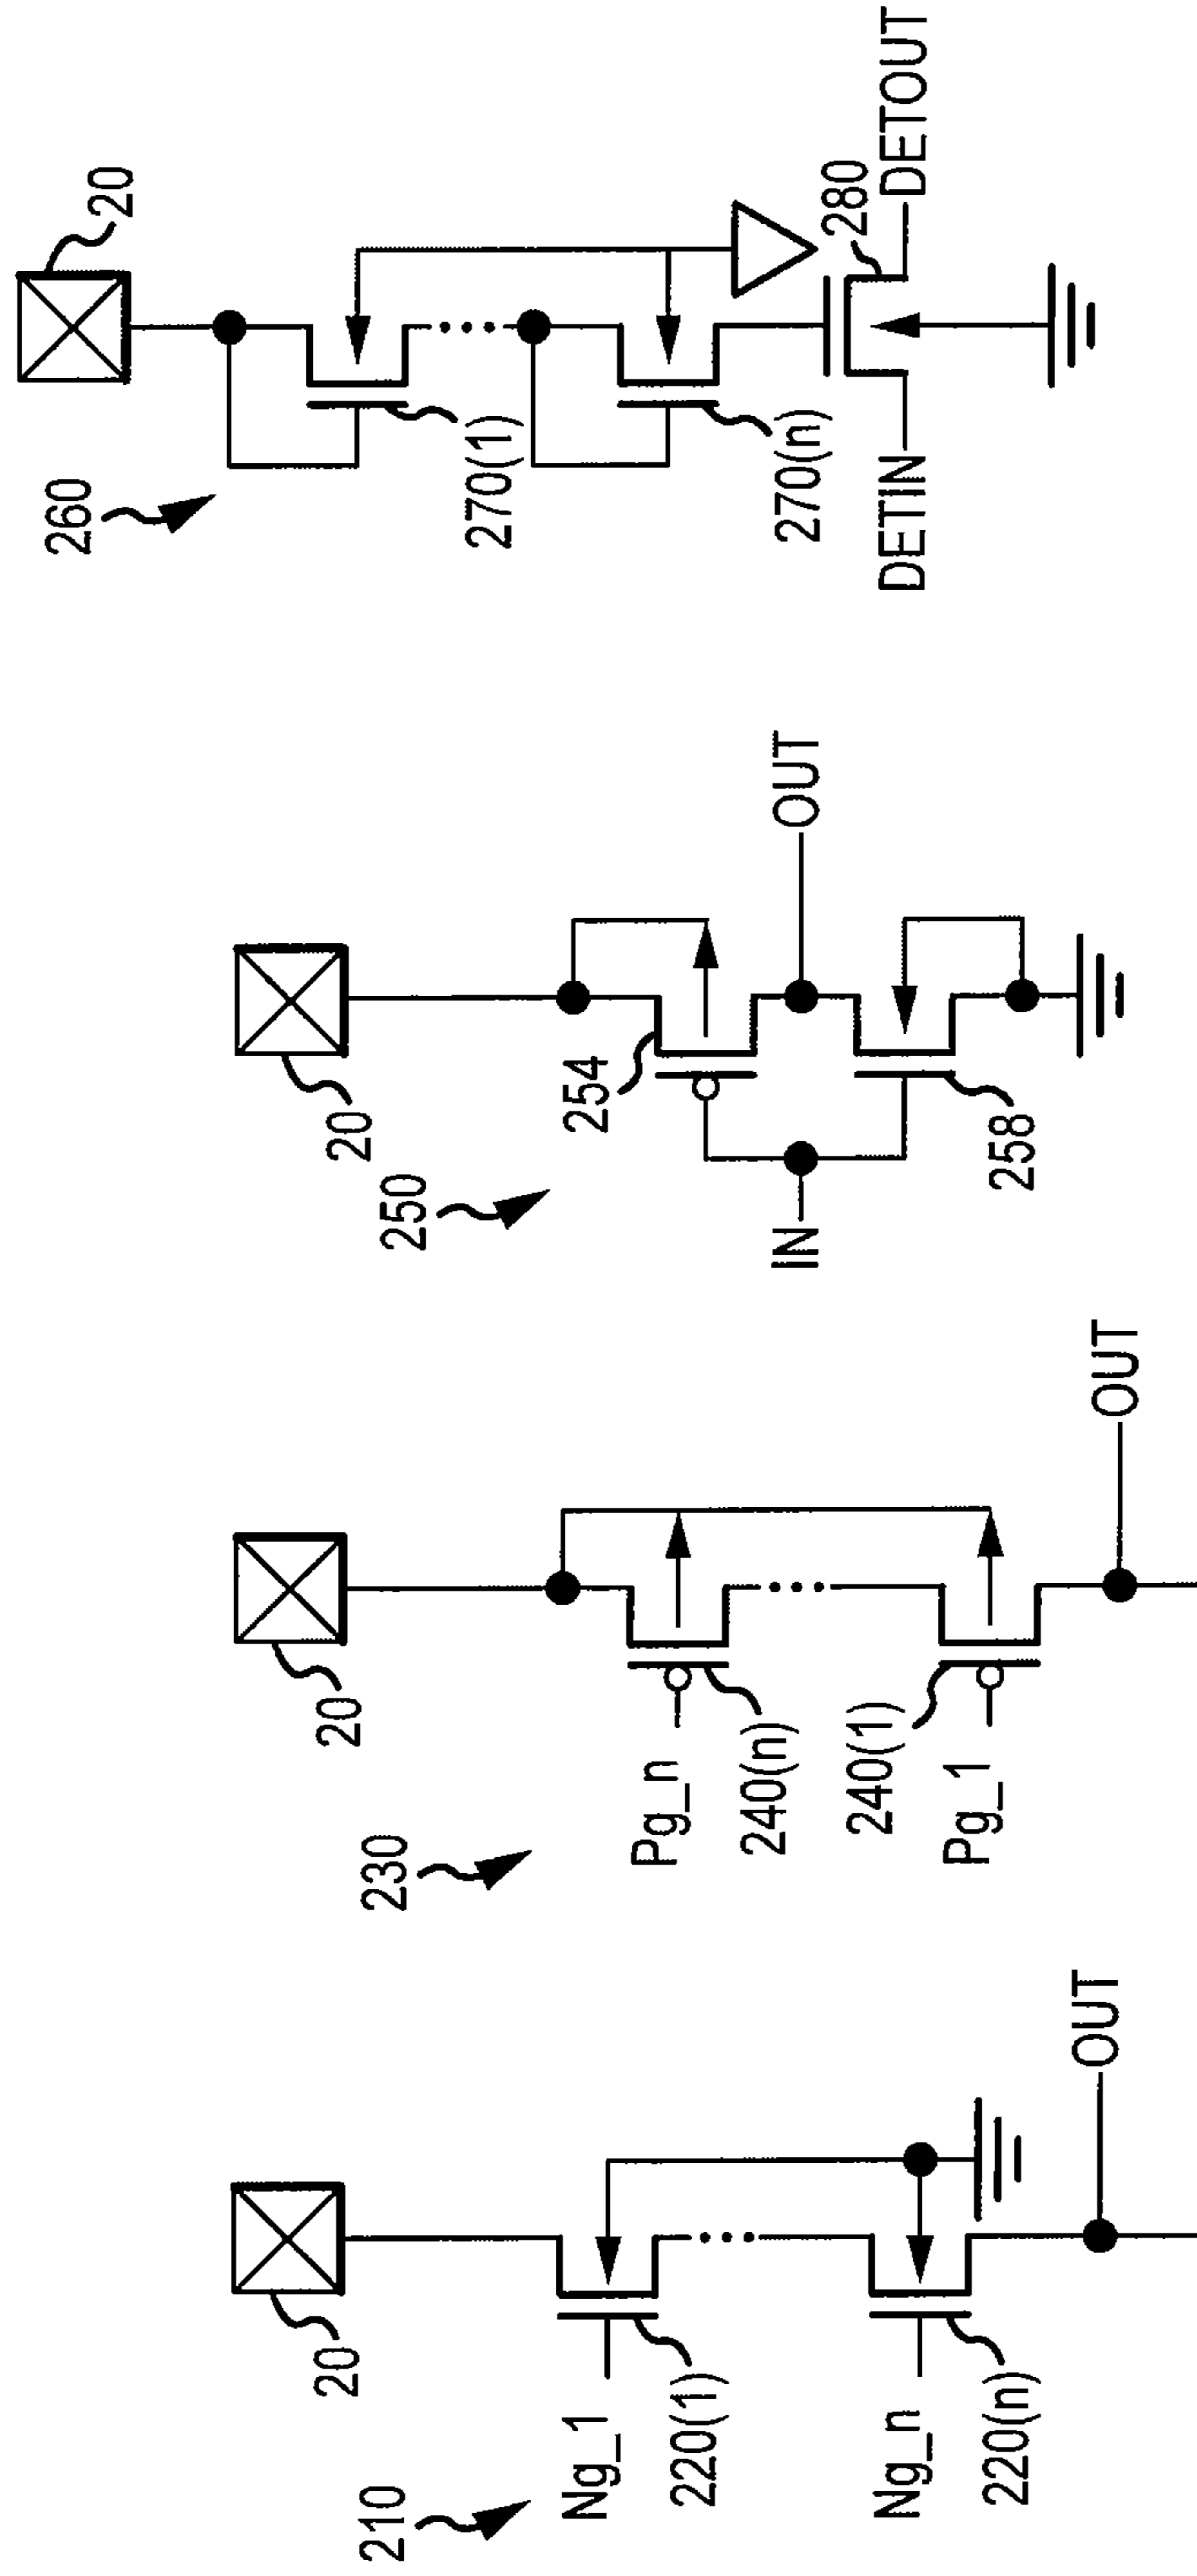 20
210
Ng_1
220(1)
Ng_n
220(n)
OUT
20
230
Pg_n
240(n)
240(1)
Pg_1
OUT
20
250
254
IN
OUT
258
20
260
270(1)
270(n)
DETIN
280
DETOUT